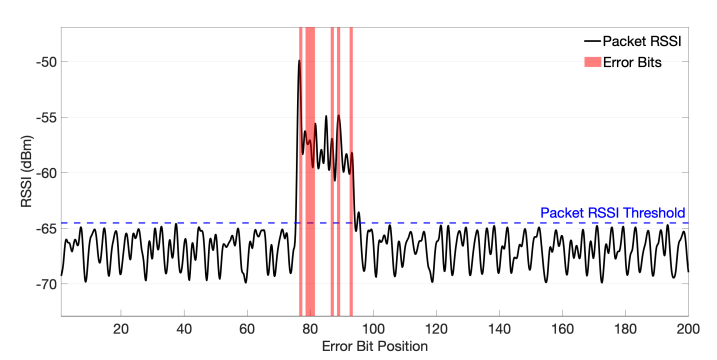 Packet RSSI
Error Bits
Packet RSSI Threshold
RSSI (dBm)
-50
-55
-60
-65
-70
20 40 60 80 100 120 140 160 180 200
Error Bit Position